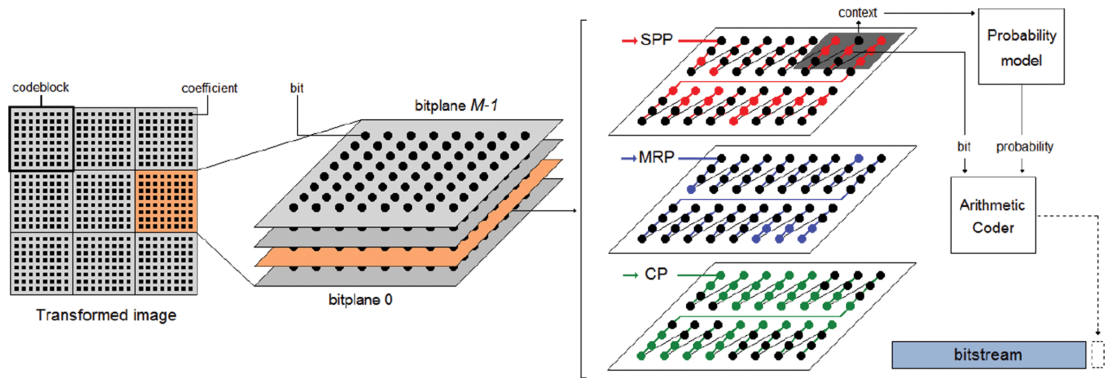 codeblock
coefficient
Transformed image
bit
bitplane M-1
bitplane 0
SPP
MRP
CP
context
Probability
model
bit
probability
Arithmetic
Coder
bitstream